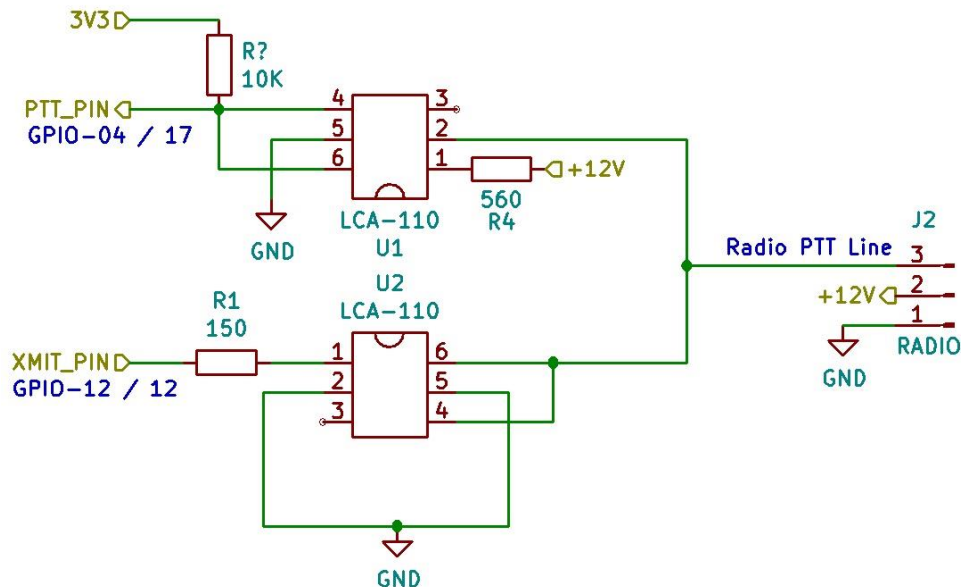 3V3
R?
10K
PTT_PIN
GPIO-04 / 17
4
5
6
3
2
1
+12V
560
R4
LCA-110
U1
GND
J2
Radio PTT Line
3
+12V
2
1
RADIO
GND
U2
LCA-110
R1
150
XMIT_PIN
GPIO-12 / 12
1
2
3
6
5
4
GND